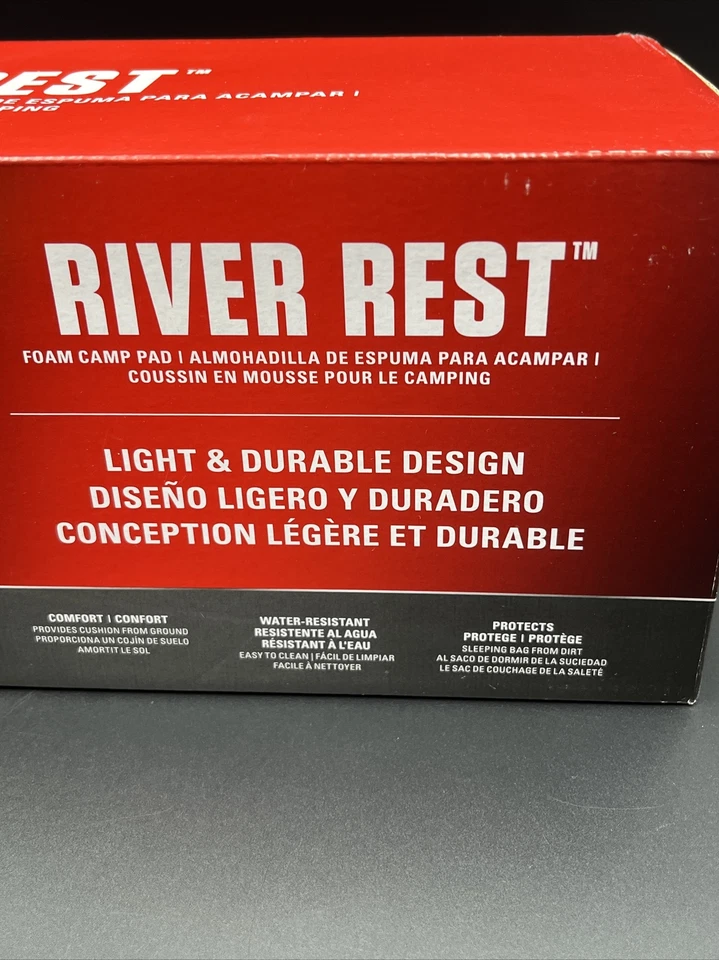 REST™
ESPUMA PARA ACAMPAR |
RIVER REST™
FOAM CAMP PAD | ALMOHADILLA DE ESPUMA PARA ACAMPAR |
COUSSIN EN MOUSSE POUR LE CAMPING
LIGHT & DURABLE DESIGN
DISEÑO LIGERO Y DURADERO
CONCEPTION LÉGÈRE ET DURABLE
COMFORT | CONFORT
PROVIDES CUSHION FROM GROUND
PROPORCIONA UN COJÍN DE SUELO
AMORTIT LE SOL
WATER-RESISTANT
RESISTENTE AL AGUA
RÉSISTANT À L'EAU
EASY TO CLEAN | FÁCIL DE LIMPIAR
FACILE À NETTOYER
PROTECTS
PROTEGE | PROTÈGE
SLEEPING BAG FROM DIRT
AL SACO DE DORMIR DE LA SUCIEDAD
LE SAC DE COUCHAGE DE LA SALETÉ